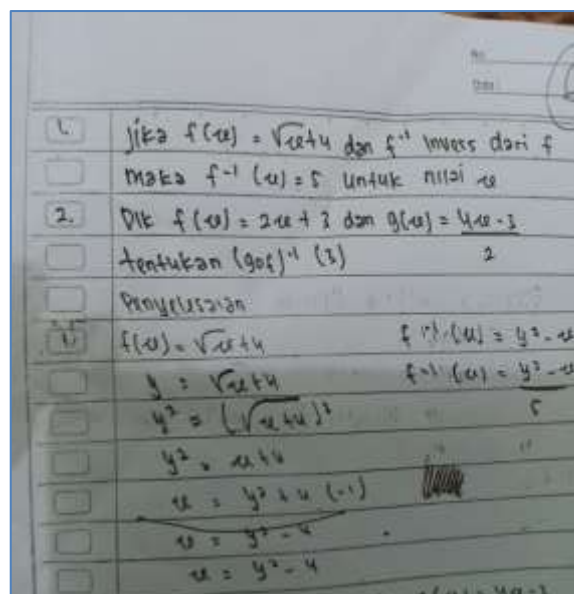 No.
Date:
1. Jika f(x) = √x+4 dan f⁻¹ invers dari f
maka f⁻¹ (x) = 5 untuk nilai x
2. Dik f(x) = 2x + 3 dan g(x) = 4x - 3
2
tentukan (gof)⁻¹ (3)
Penyelesaian
f(x) = √x+4 f⁻¹ (x) = y² - x
y = √x+4 f⁻¹ (x) = y² - x
5
y² = (√x+4)²
y² = x+4
x = y² + 4 (-1)
x = y² - 4
x = y² - 4